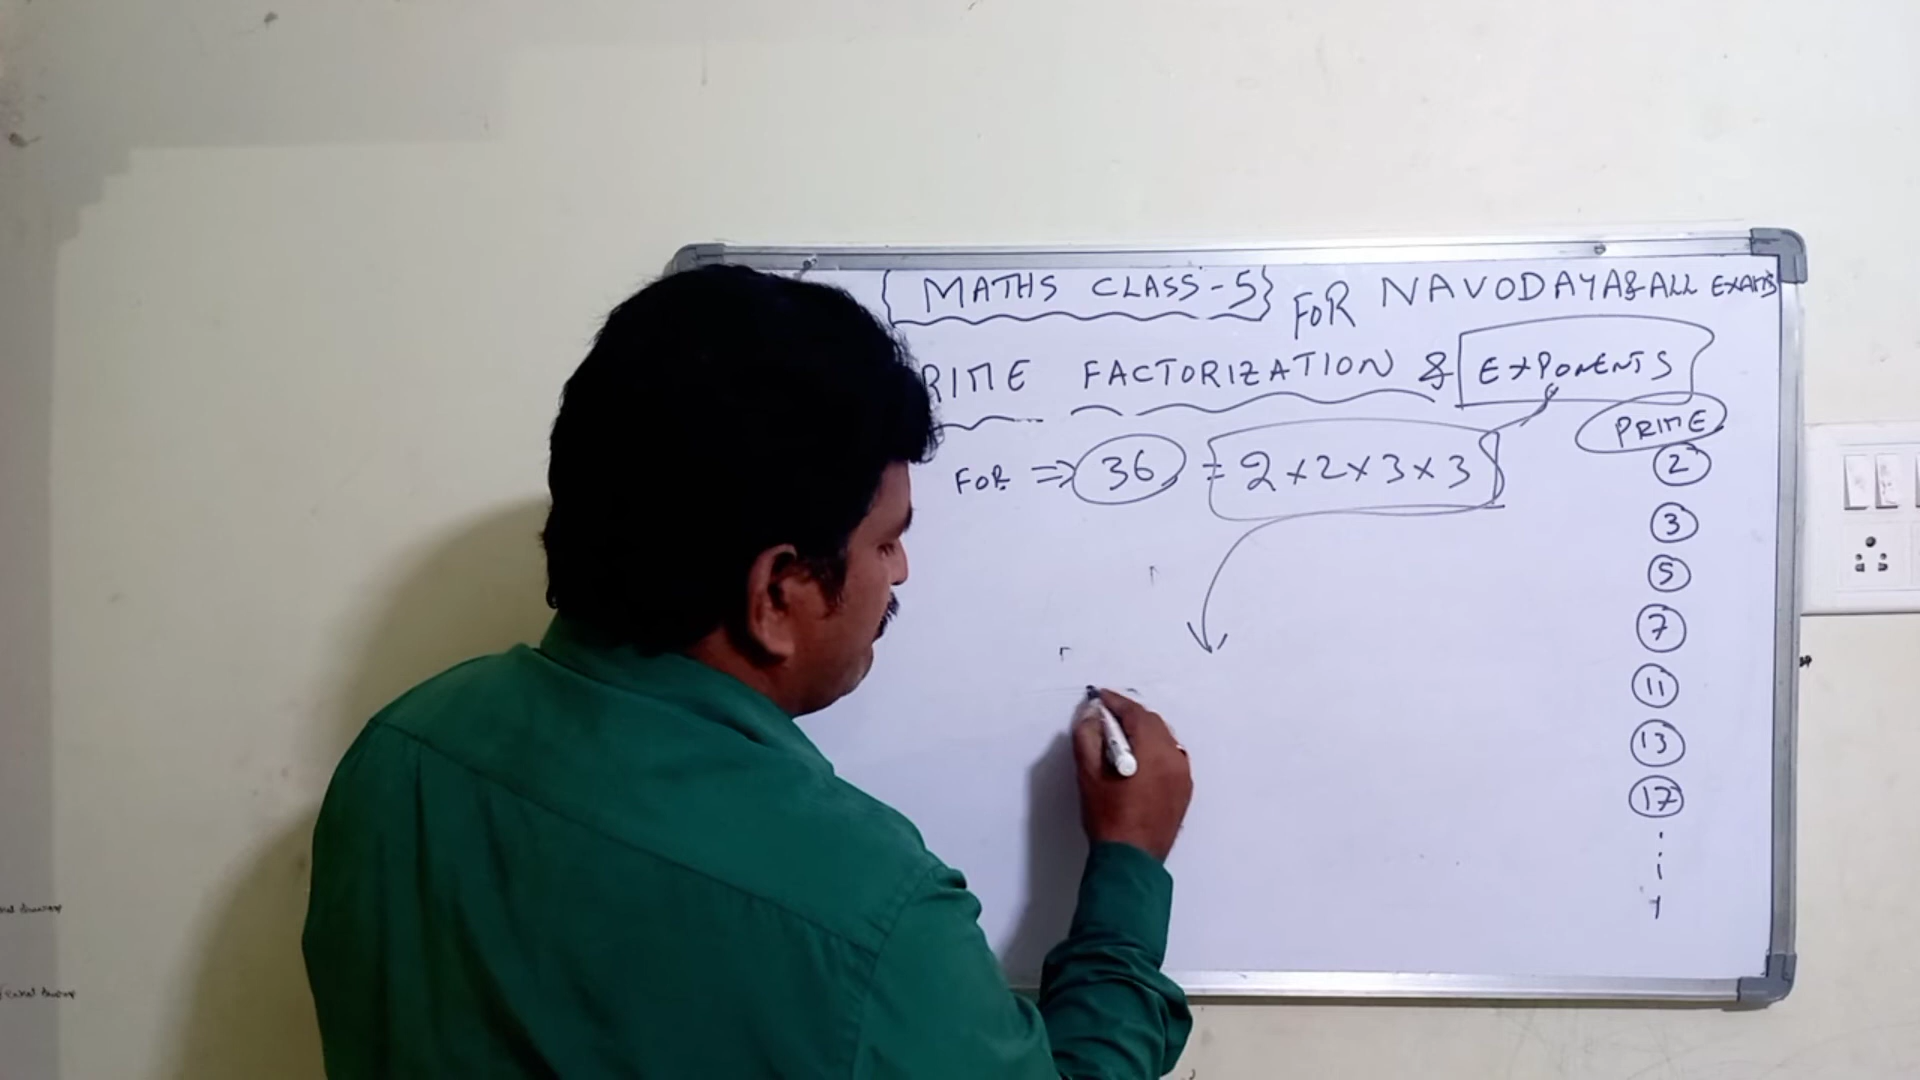 { MATHS CLASS-5} FOR NAVODAYA & ALL EXAMS
RIME FACTORIZATION & EXPONENTS
PRIME
FOR ⇒ 36 = 2 × 2 × 3 × 3
2
3
5
7
11
13
17